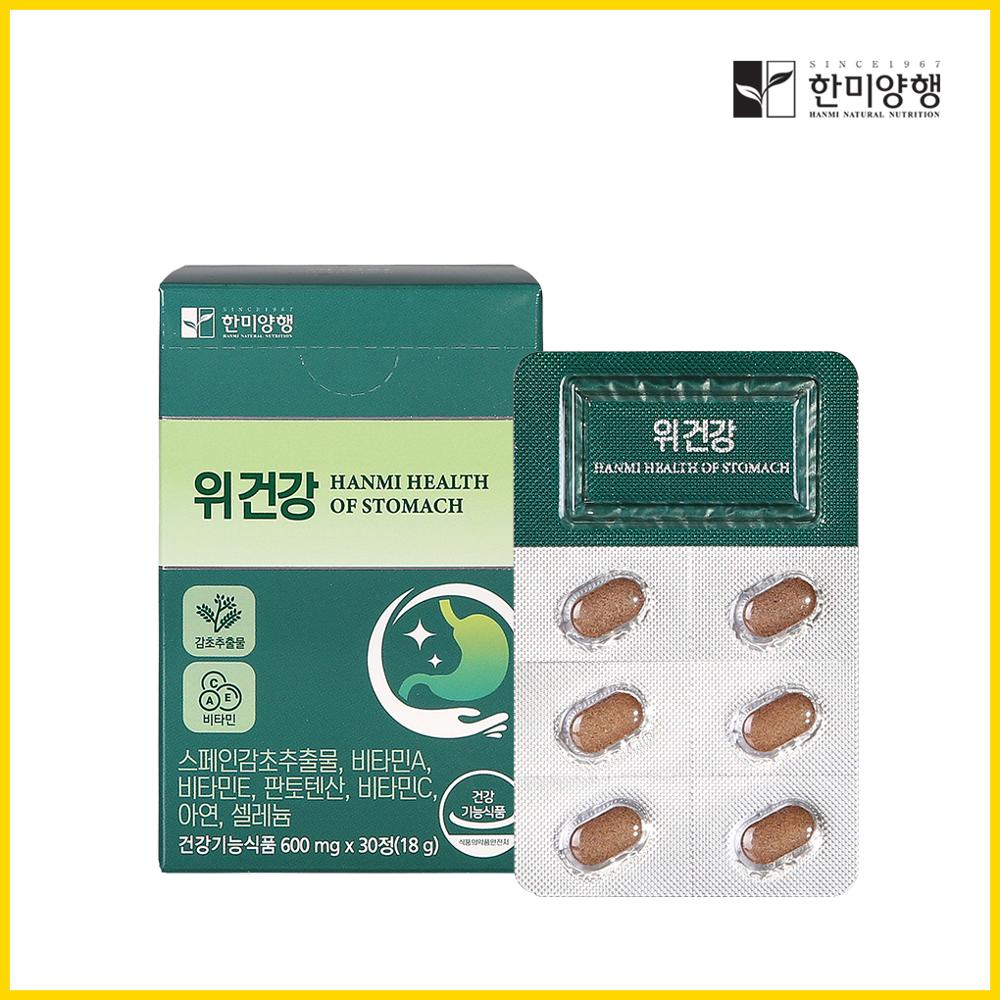 SINCE1967
한미양행
HANMI NATURAL NUTRITION
SINCE1967
한미양행
HANMI NATURAL NUTRITION
위건강 HANMI HEALTH
OF STOMACH
감초추출물
C
A E
비타민
스페인감초추출물, 비타민A,
비타민E, 판토텐산, 비타민C,
아연, 셀레늄
건강기능식품 600 mg x 30정(18 g)
건강
기능식품
식품의약품안전처
위건강
HANMI HEALTH OF STOMACH